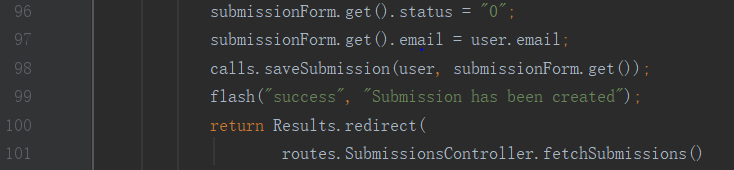 96 submissionForm.get().status = "0";
97 submissionForm.get().email = user.email;
98 calls.saveSubmission(user, submissionForm.get());
99 flash("success", "Submission has been created");
100 return Results.redirect(
101 routes.SubmissionsController.fetchSubmissions()